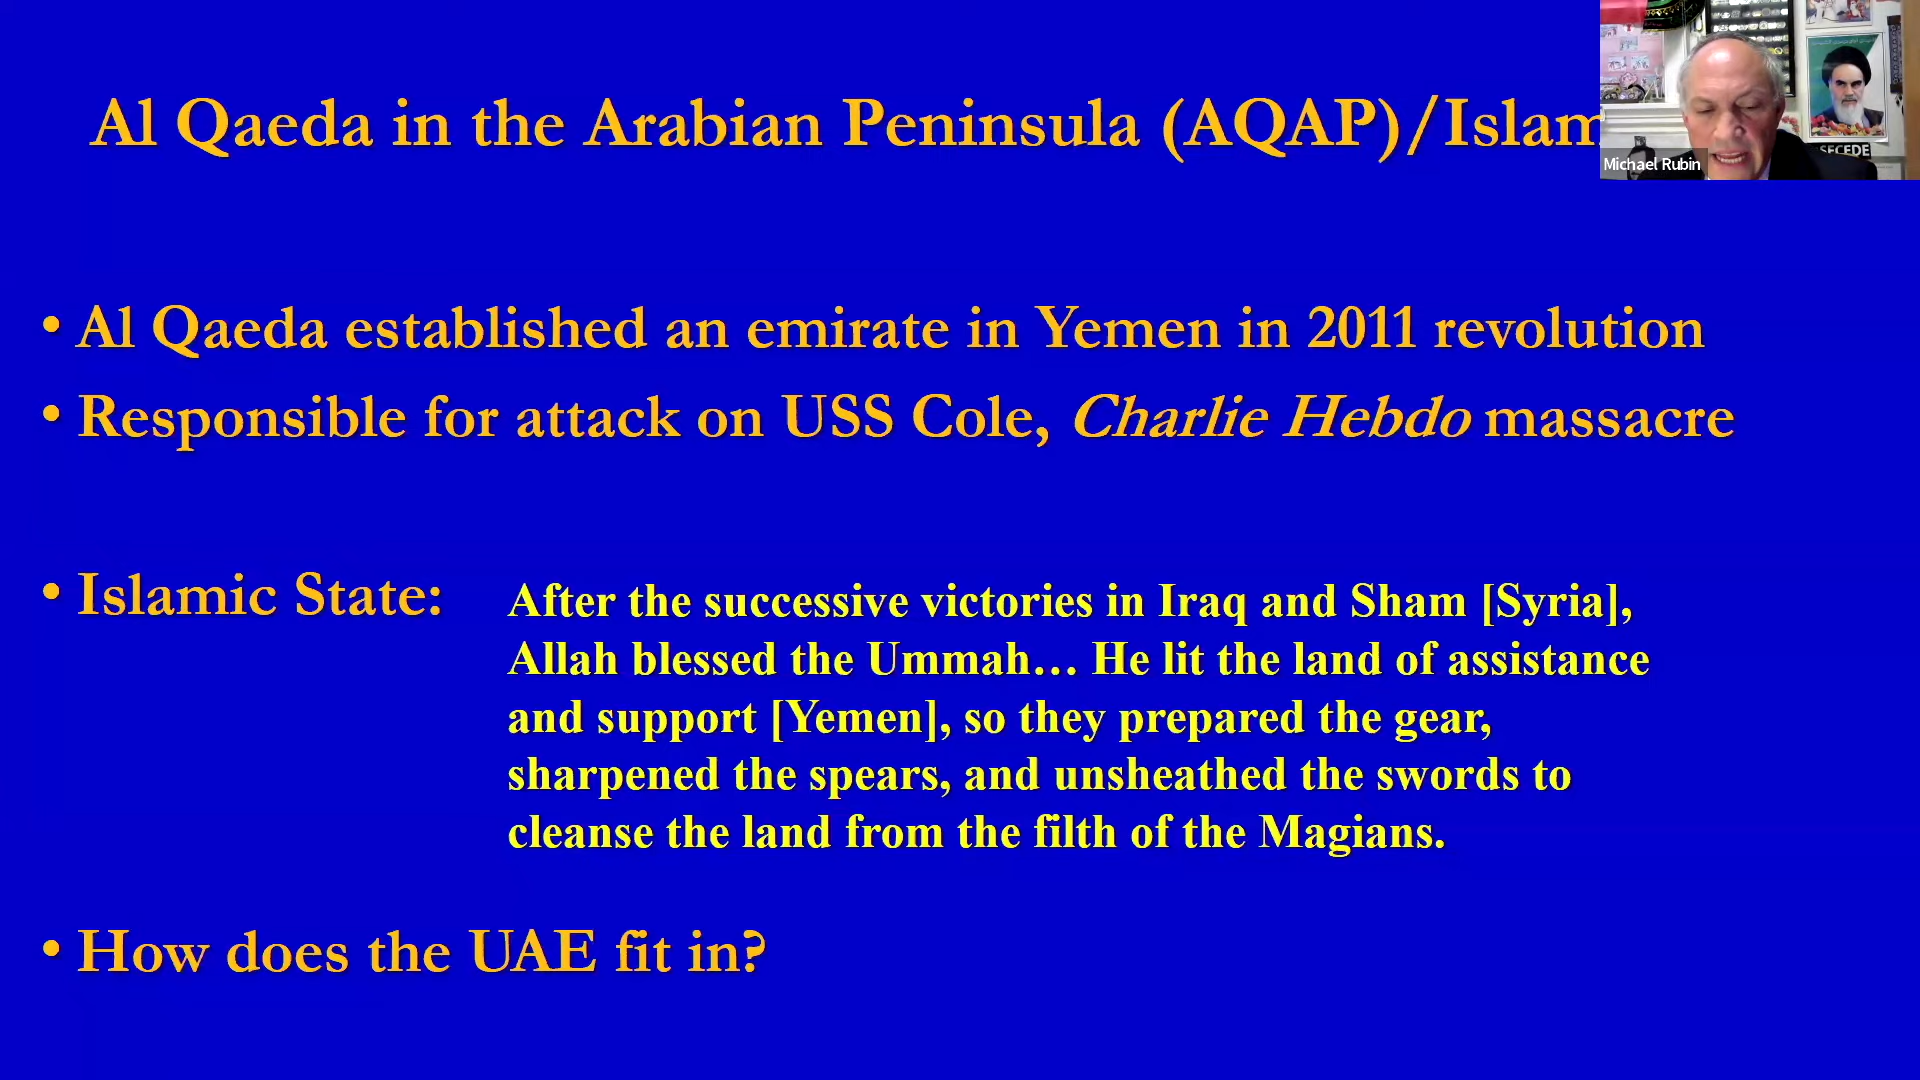 Al Qaeda in the Arabian Peninsula (AQAP)/Islam
Michael Rubin
SECEDE
• Al Qaeda established an emirate in Yemen in 2011 revolution
• Responsible for attack on USS Cole, Charlie Hebdo massacre
• Islamic State:
After the successive victories in Iraq and Sham [Syria],
Allah blessed the Ummah… He lit the land of assistance
and support [Yemen], so they prepared the gear,
sharpened the spears, and unsheathed the swords to
cleanse the land from the filth of the Magians.
• How does the UAE fit in?